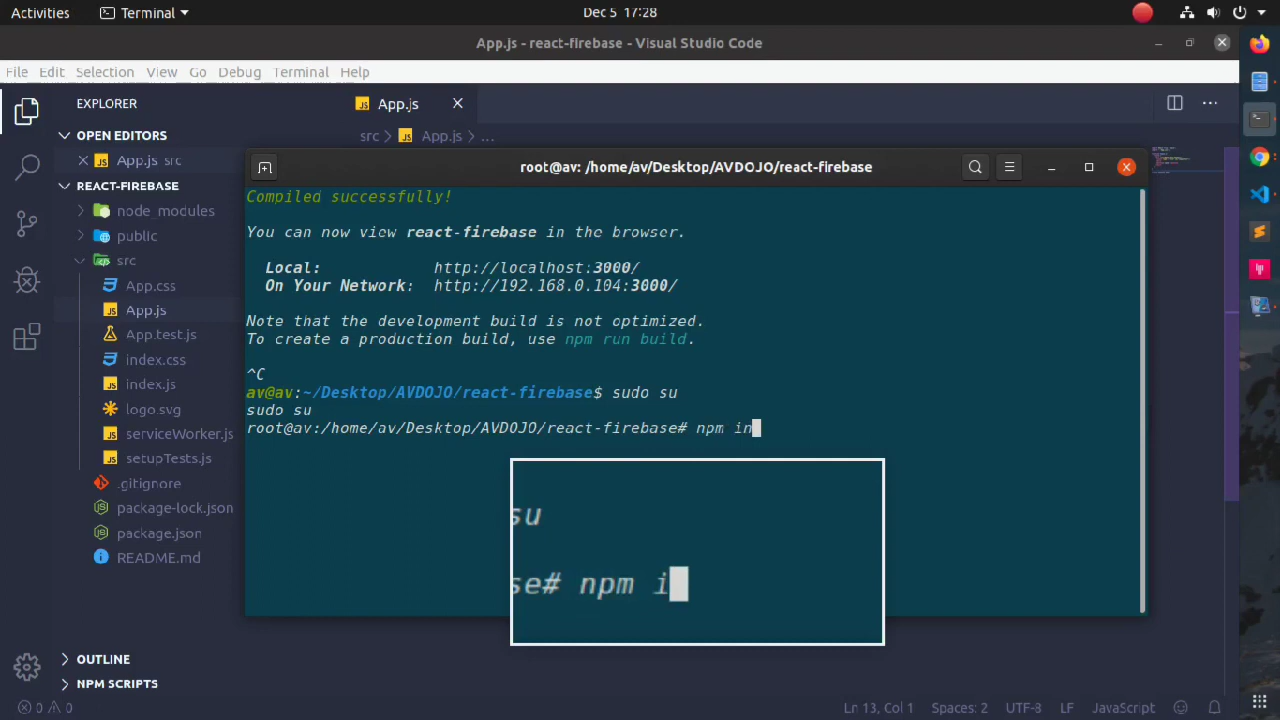 Activities
Terminal
Dec 5 17:28
App.js - react-firebase - Visual Studio Code
File Edit Selection View Go Debug Terminal Help
EXPLORER
OPEN EDITORS
App.js src
REACT-FIREBASE
node_modules
public
src
App.css
App.js
App.test.js
index.css
index.js
logo.svg
serviceWorker.js
setupTests.js
.gitignore
package-lock.json
package.json
README.md
OUTLINE
NPM SCRIPTS
App.js
src > App.js > ...
root@av: /home/av/Desktop/AVDOJO/react-firebase
Compiled successfully!
You can now view react-firebase in the browser.
Local: http://localhost:3000/
On Your Network: http://192.168.0.104:3000/
Note that the development build is not optimized.
To create a production build, use npm run build.
^C
av@av:~/Desktop/AVDOJO/react-firebase$ sudo su
sudo su
root@av:/home/av/Desktop/AVDOJO/react-firebase# npm in
su
se# npm i
0 0
Ln 13, Col 1 Spaces: 2 UTF-8 LF JavaScript